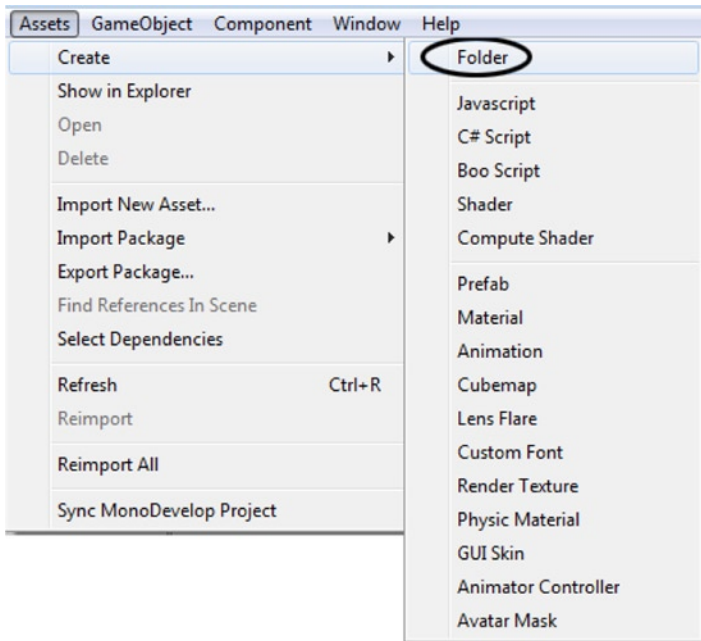 Assets GameObject Component Window Help
Create
Show in Explorer
Open
Delete
Import New Asset...
Import Package
Export Package...
Find References In Scene
Select Dependencies
Refresh Ctrl+R
Reimport
Reimport All
Sync MonoDevelop Project
Folder
Javascript
C# Script
Boo Script
Shader
Compute Shader
Prefab
Material
Animation
Cubemap
Lens Flare
Custom Font
Render Texture
Physic Material
GUI Skin
Animator Controller
Avatar Mask